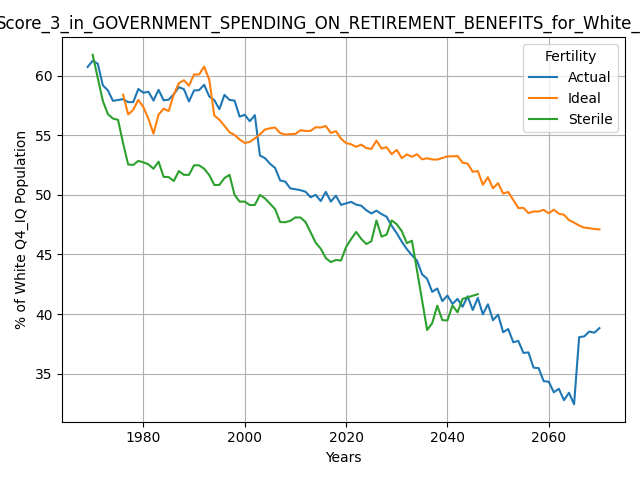 Score_3_in_GOVERNMENT_SPENDING_ON_RETIREMENT_BENEFITS_for_White_
Fertility
Actual
Ideal
Sterile
% of White Q4_IQ Population
60
55
50
45
40
35
1980 2000 2020 2040 2060
Years